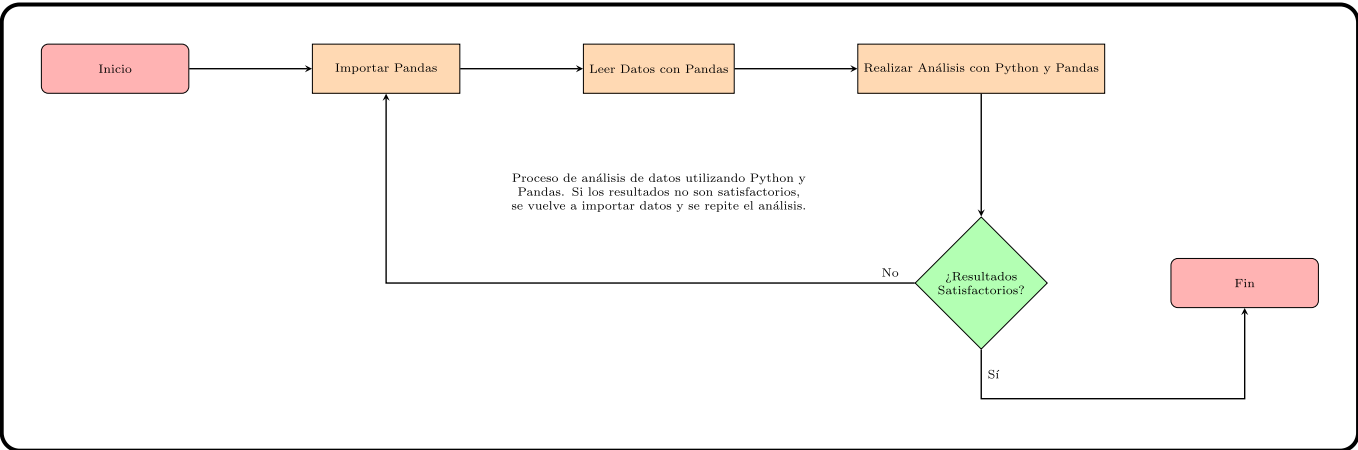 Inicio
Importar Pandas
Leer Datos con Pandas
Realizar Análisis con Python y Pandas
Proceso de análisis de datos utilizando Python y
Pandas. Si los resultados no son satisfactorios,
se vuelve a importar datos y se repite el análisis.
No
¿Resultados
Satisfactorios?
Fin
Sí